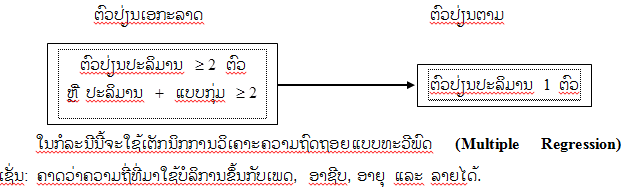 ຕົວປ່ຽນເອກະລາດ ຕົວປ່ຽນຕາມ
ຕົວປ່ຽນປະລິມານ ≥ 2 ຕົວ
ຫຼື ປະລິມານ + ແບບກຸ່ມ ≥ 2
ຕົວປ່ຽນປະລິມານ 1 ຕົວ
ໃນກໍລະນີນີ້ຈະໃຊ້ເຕັກນິກການວິເຄາະຄວາມຖົດຖອຍແບບທະວີພົດ (Multiple Regression)
ເຊັ່ນ: ຄາດວ່າຄວາມຖີ່ທີ່ມາໃຊ້ບໍລິການຂຶ້ນກັບເພດ, ອາຊີບ, ອາຍຸ ແລະ ລາຍໄດ້.